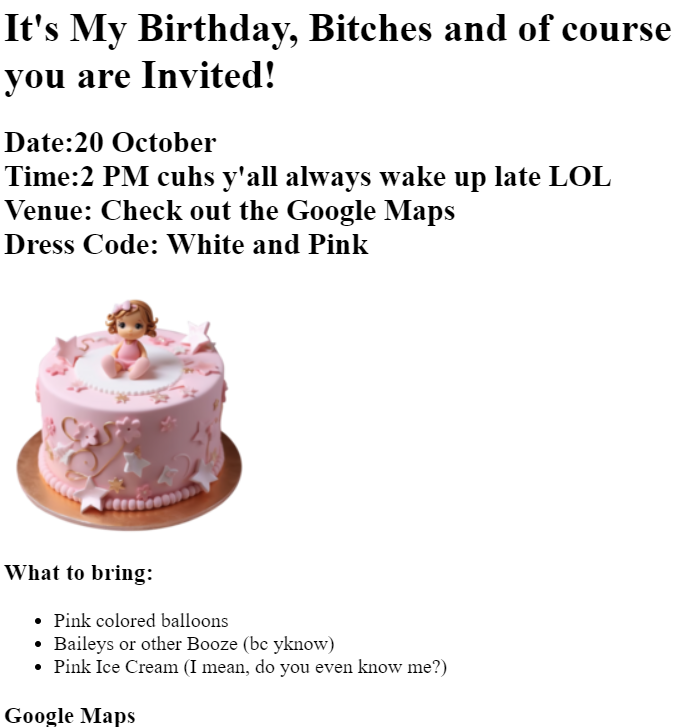 It's My Birthday, Bitches and of course
you are Invited!
Date:20 October
Time:2 PM cuhs y'all always wake up late LOL
Venue: Check out the Google Maps
Dress Code: White and Pink
What to bring:
Pink colored balloons
Baileys or other Booze (bc yknow)
Pink Ice Cream (I mean, do you even know me?)
Google Maps